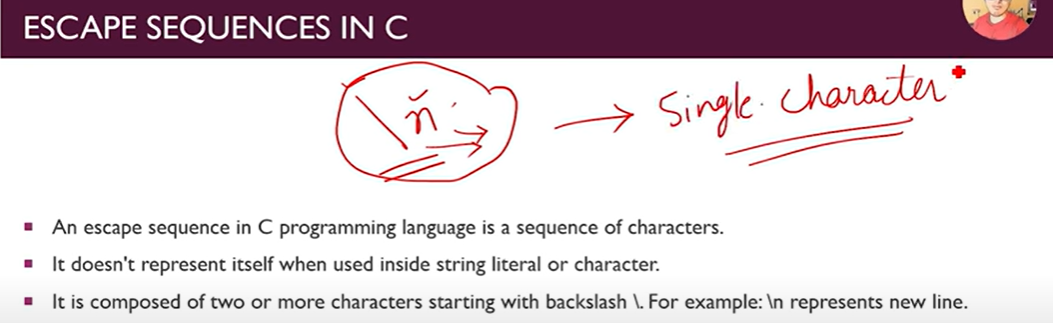 ESCAPE SEQUENCES IN C
\n → Single character
▪ An escape sequence in C programming language is a sequence of characters.
▪ It doesn't represent itself when used inside string literal or character.
▪ It is composed of two or more characters starting with backslash \. For example: \n represents new line.